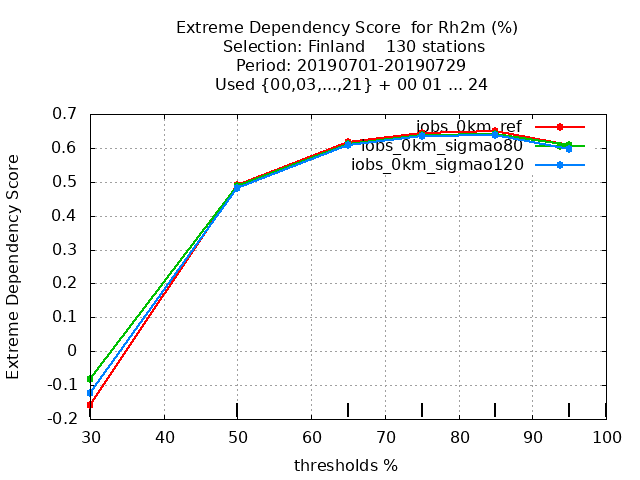 Extreme Dependency Score  for Rh2m (%)
Selection: Finland    130 stations
Period: 20190701-20190729
Used {00,03,...,21} + 00 01 ... 24
Extreme Dependency Score
0.7
0.6
0.5
0.4
0.3
0.2
0.1
0
-0.1
-0.2
iobs_0km_ref
iobs_0km_sigmao80
iobs_0km_sigmao120
30 40 50 60 70 80 90 100
thresholds %